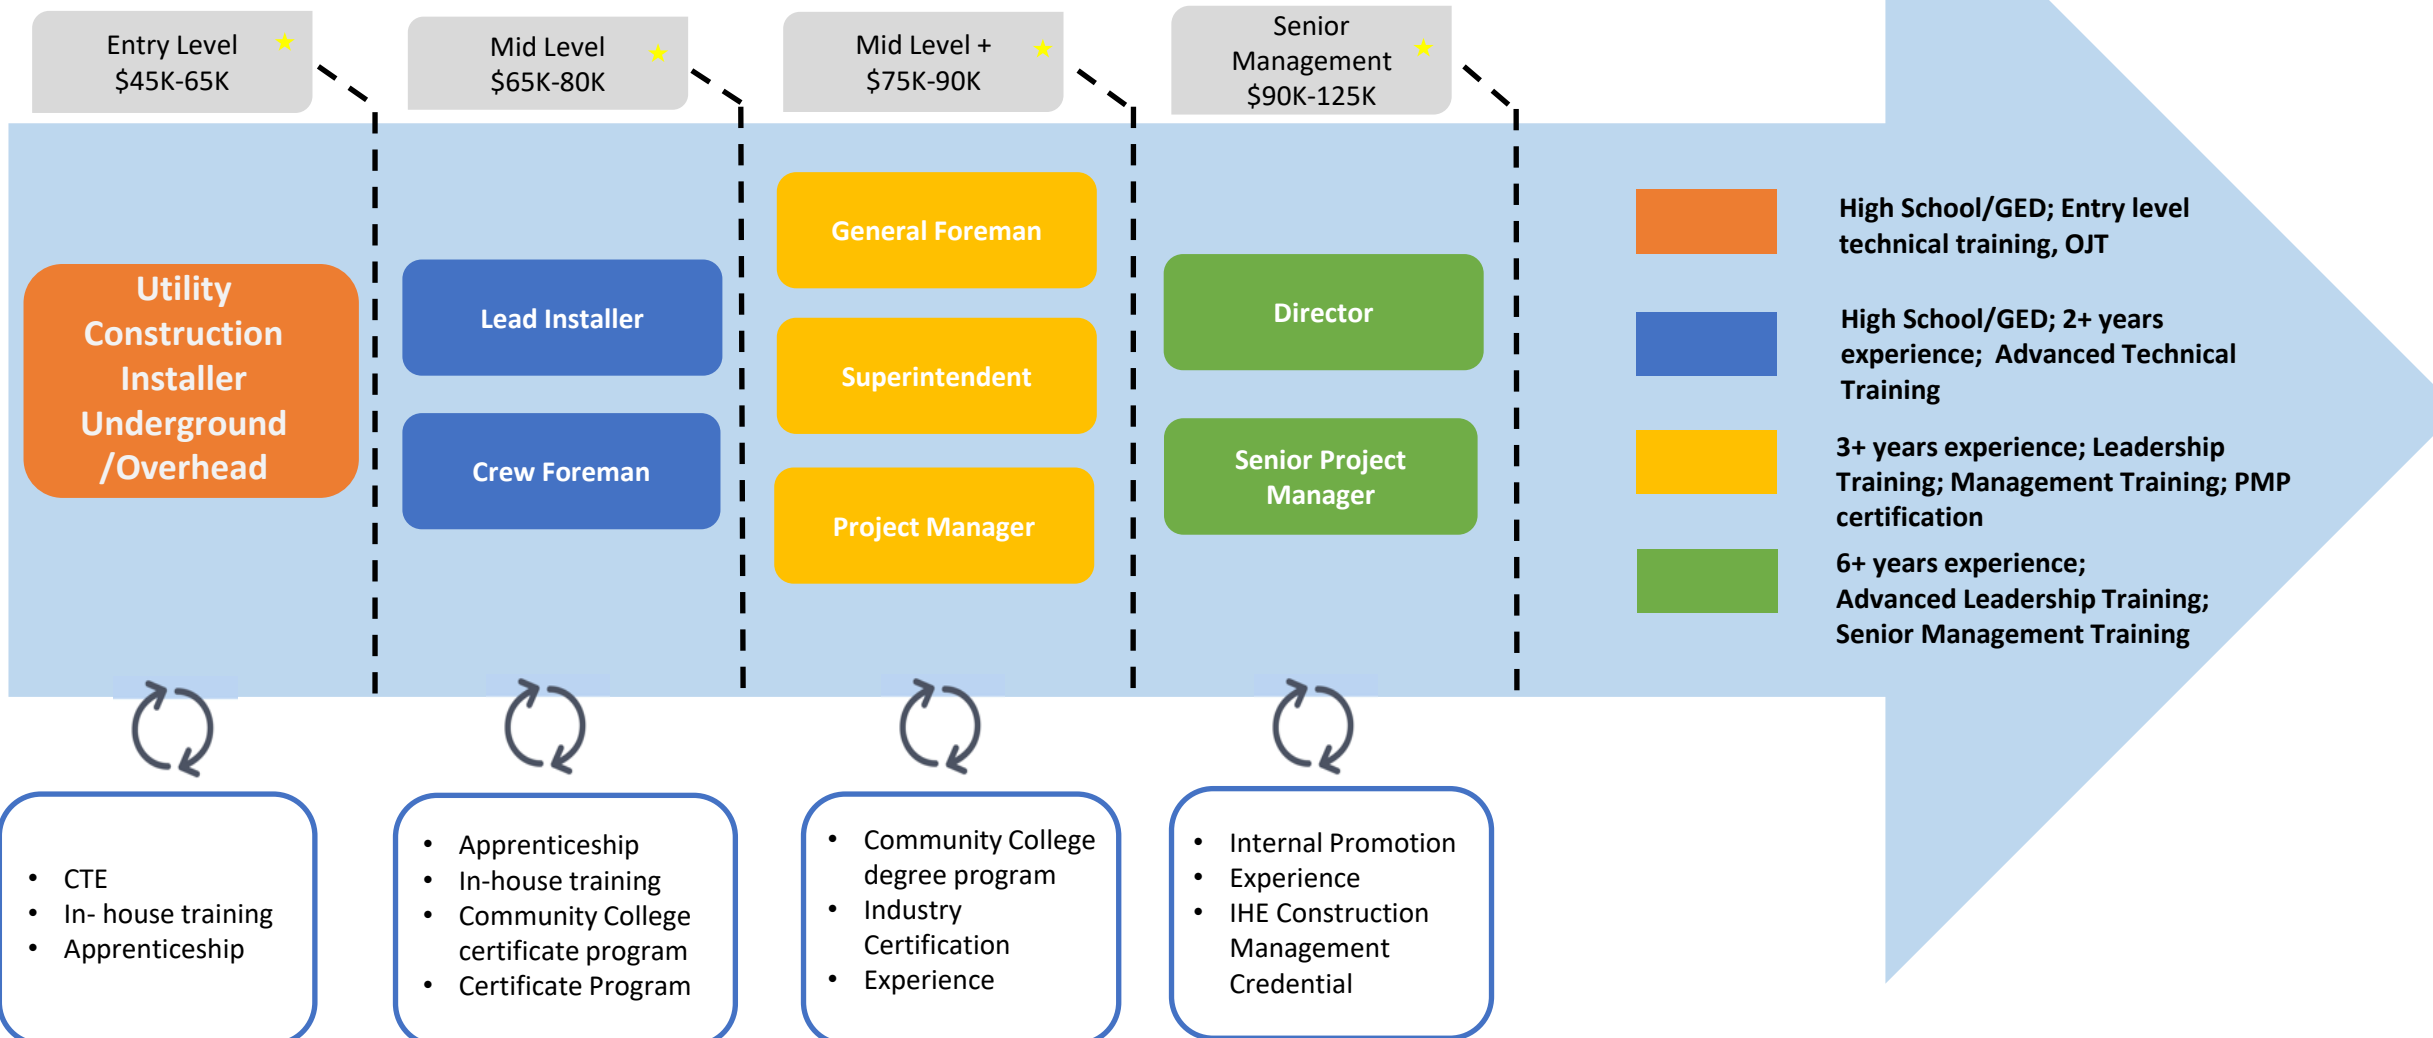 Entry Level
$45K-65K
Mid Level
$65K-80K
Mid Level +
$75K-90K
Senior
Management
$90K-125K
Utility
Construction
Installer
Underground
/Overhead
Lead Installer
Crew Foreman
General Foreman
Superintendent
Project Manager
Director
Senior Project
Manager
High School/GED; Entry level
technical training, OJT
High School/GED; 2+ years
experience;  Advanced Technical
Training
3+ years experience; Leadership
Training; Management Training; PMP
certification
6+ years experience;
Advanced Leadership Training;
Senior Management Training
• CTE
• In- house training
• Apprenticeship
• Apprenticeship
• In-house training
• Community College
certificate program
• Certificate Program
• Community College
degree program
• Industry
Certification
• Experience
• Internal Promotion
• Experience
• IHE Construction
Management
Credential